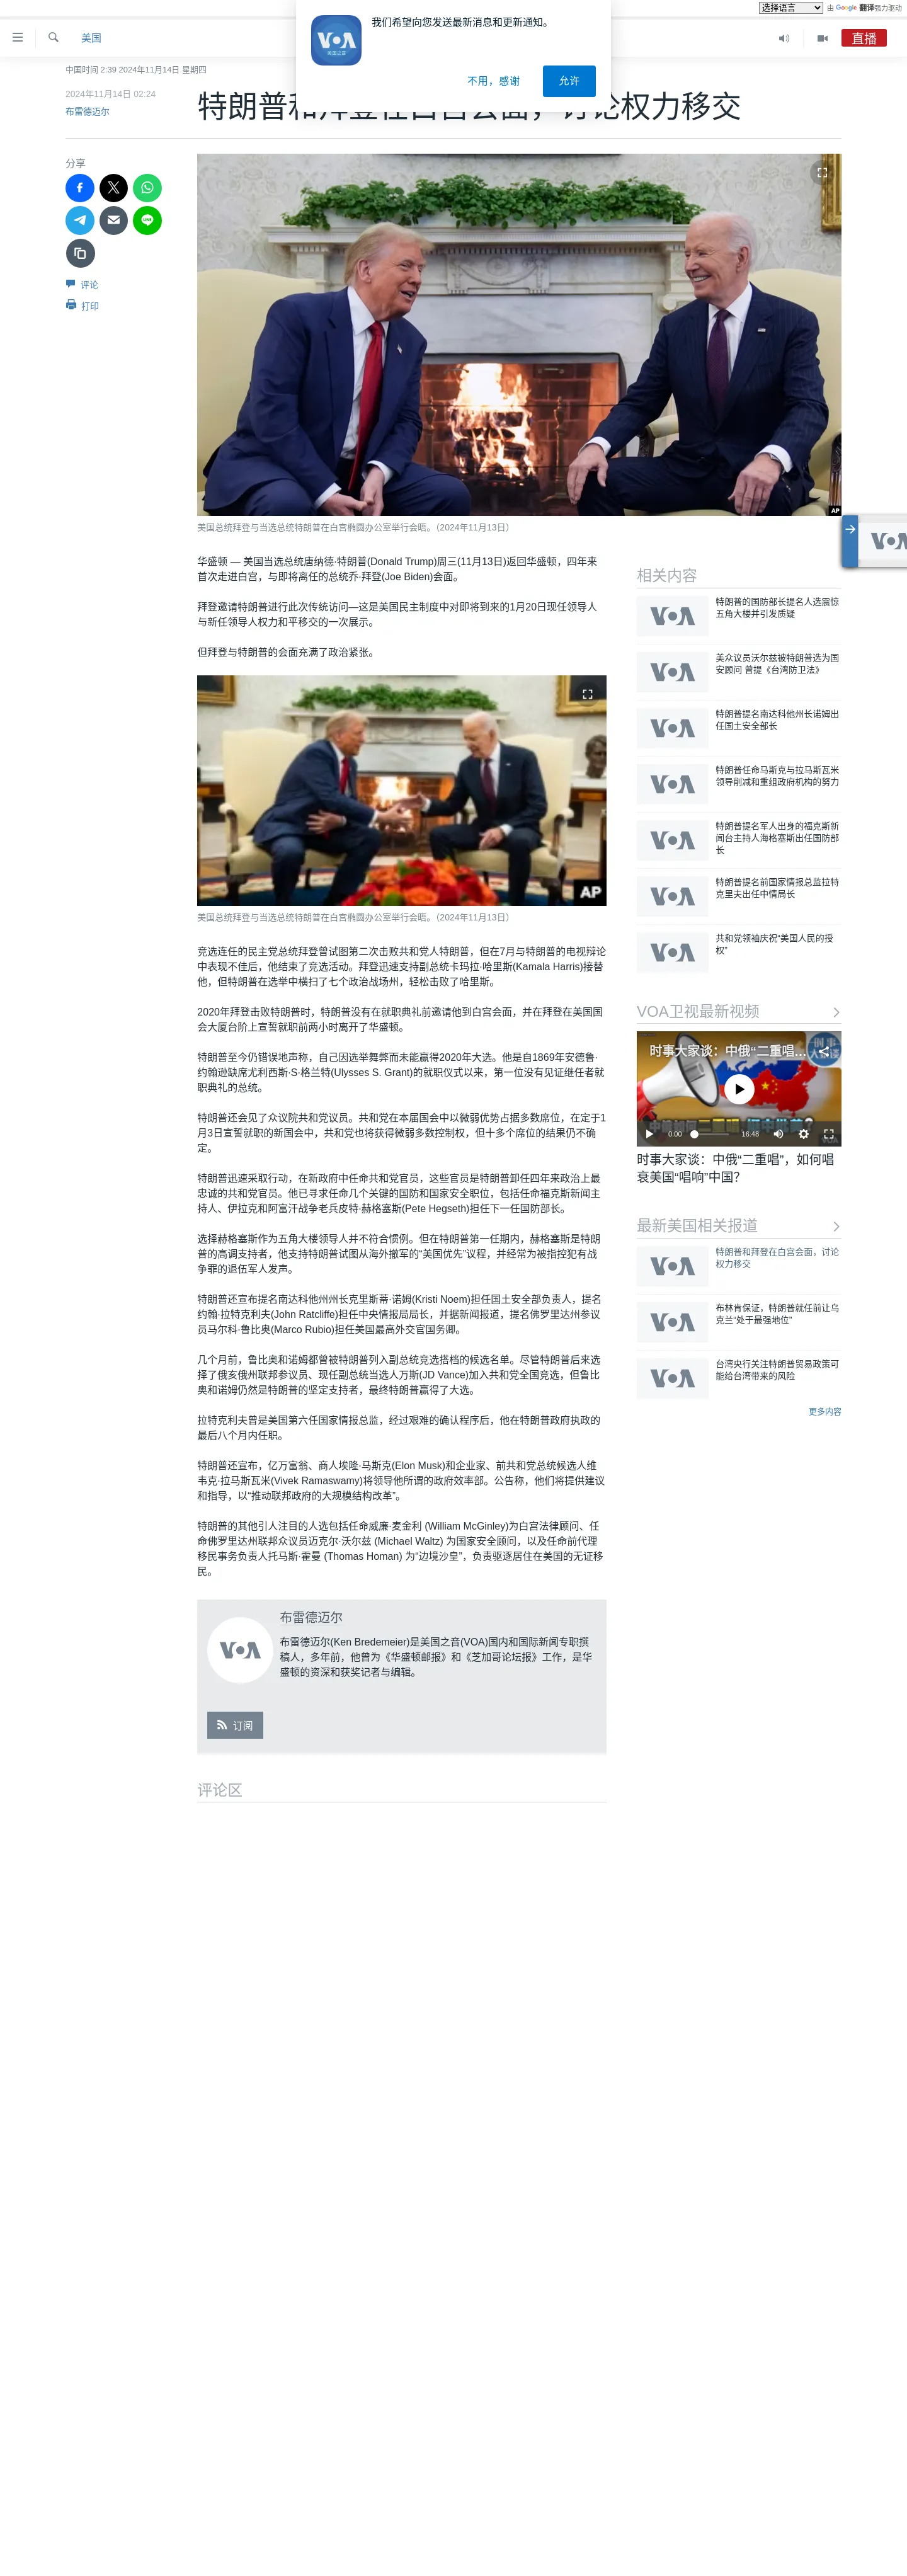 选择语言
由 Google 翻译强力驱动
美国
直播
VOA
美国之音
我们希望向您发送最新消息和更新通知。
不用，感谢
允许
中国时间 2:39 2024年11月14日 星期四
2024年11月14日 02:24
布雷德迈尔
特朗普和拜登在白宫会面，讨论权力移交
分享
LINE
评论
打印
AP
美国总统拜登与当选总统特朗普在白宫椭圆办公室举行会晤。（2024年11月13日）
华盛顿 — 美国当选总统唐纳德·特朗普(Donald Trump)周三(11月13日)返回华盛顿，四年来
首次走进白宫，与即将离任的总统乔·拜登(Joe Biden)会面。
拜登邀请特朗普进行此次传统访问—这是美国民主制度中对即将到来的1月20日现任领导人
与新任领导人权力和平移交的一次展示。
但拜登与特朗普的会面充满了政治紧张。
AP
美国总统拜登与当选总统特朗普在白宫椭圆办公室举行会晤。（2024年11月13日）
竞选连任的民主党总统拜登曾试图第二次击败共和党人特朗普，但在7月与特朗普的电视辩论
中表现不佳后，他结束了竞选活动。拜登迅速支持副总统卡玛拉·哈里斯(Kamala Harris)接替
他，但特朗普在选举中横扫了七个政治战场州，轻松击败了哈里斯。
2020年拜登击败特朗普时，特朗普没有在就职典礼前邀请他到白宫会面，并在拜登在美国国
会大厦台阶上宣誓就职前两小时离开了华盛顿。
特朗普至今仍错误地声称，自己因选举舞弊而未能赢得2020年大选。他是自1869年安德鲁·
约翰逊缺席尤利西斯·S·格兰特(Ulysses S. Grant)的就职仪式以来，第一位没有见证继任者就
职典礼的总统。
特朗普还会见了众议院共和党议员。共和党在本届国会中以微弱优势占据多数席位，在定于1
月3日宣誓就职的新国会中，共和党也将获得微弱多数控制权，但十多个席位的结果仍不确
定。
特朗普迅速采取行动，在新政府中任命共和党官员，这些官员是特朗普卸任四年来政治上最
忠诚的共和党官员。他已寻求任命几个关键的国防和国家安全职位，包括任命福克斯新闻主
持人、伊拉克和阿富汗战争老兵皮特·赫格塞斯(Pete Hegseth)担任下一任国防部长。
选择赫格塞斯作为五角大楼领导人并不符合惯例。但在特朗普第一任期内，赫格塞斯是特朗
普的高调支持者，他支持特朗普试图从海外撤军的“美国优先”议程，并经常为被指控犯有战
争罪的退伍军人发声。
特朗普还宣布提名南达科他州州长克里斯蒂·诺姆(Kristi Noem)担任国土安全部负责人，提名
约翰·拉特克利夫(John Ratcliffe)担任中央情报局局长，并据新闻报道，提名佛罗里达州参议
员马尔科·鲁比奥(Marco Rubio)担任美国最高外交官国务卿。
几个月前，鲁比奥和诺姆都曾被特朗普列入副总统竞选搭档的候选名单。尽管特朗普后来选
择了俄亥俄州联邦参议员、现任副总统当选人万斯(JD Vance)加入共和党全国竞选，但鲁比
奥和诺姆仍然是特朗普的坚定支持者，最终特朗普赢得了大选。
拉特克利夫曾是美国第六任国家情报总监，经过艰难的确认程序后，他在特朗普政府执政的
最后八个月内任职。
特朗普还宣布，亿万富翁、商人埃隆·马斯克(Elon Musk)和企业家、前共和党总统候选人维
韦克·拉马斯瓦米(Vivek Ramaswamy)将领导他所谓的政府效率部。公告称，他们将提供建议
和指导，以“推动联邦政府的大规模结构改革”。
特朗普的其他引人注目的人选包括任命威廉·麦金利 (William McGinley)为白宫法律顾问、任
命佛罗里达州联邦众议员迈克尔·沃尔兹 (Michael Waltz) 为国家安全顾问，以及任命前代理
移民事务负责人托马斯·霍曼 (Thomas Homan) 为“边境沙皇”，负责驱逐居住在美国的无证移
民。
VOA
布雷德迈尔
布雷德迈尔(Ken Bredemeier)是美国之音(VOA)国内和国际新闻专职撰
稿人，多年前，他曾为《华盛顿邮报》和《芝加哥论坛报》工作，是华
盛顿的资深和获奖记者与编辑。
订阅
评论区
VOA
相关内容
VOA
特朗普的国防部长提名人选震惊
五角大楼并引发质疑
VOA
美众议员沃尔兹被特朗普选为国
安顾问 曾提《台湾防卫法》
VOA
特朗普提名南达科他州长诺姆出
任国土安全部长
VOA
特朗普任命马斯克与拉马斯瓦米
领导削减和重组政府机构的努力
VOA
特朗普提名军人出身的福克斯新
闻台主持人海格塞斯出任国防部
长
VOA
特朗普提名前国家情报总监拉特
克里夫出任中情局长
VOA
共和党领袖庆祝“美国人民的授
权”
VOA卫视最新视频
时事大家谈：中俄“二重唱...
0:00
16:48
时事大家谈：中俄“二重唱”，如何唱
衰美国“唱响”中国？
最新美国相关报道
VOA
特朗普和拜登在白宫会面，讨论
权力移交
VOA
布林肯保证，特朗普就任前让乌
克兰“处于最强地位”
VOA
台湾央行关注特朗普贸易政策可
能给台湾带来的风险
更多内容